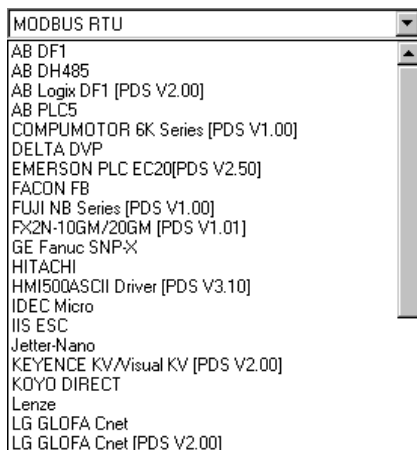 MODBUS RTU
AB DF1
AB DH485
AB Logix DF1 [PDS V2.00]
AB PLC5
COMPUMOTOR 6K Series [PDS V1.00]
DELTA DVP
EMERSON PLC EC20[PDS V2.50]
FACON FB
FUJI NB Series [PDS V1.00]
FX2N-10GM/20GM [PDS V1.01]
GE Fanuc SNP-X
HITACHI
HMI500ASCII Driver [PDS V3.10]
IDEC Micro
IIS ESC
Jetter-Nano
KEYENCE KV/Visual KV [PDS V2.00]
KOYO DIRECT
Lenze
LG GLOFA Cnet
LG GLOFA Cnet [PDS V2.00]